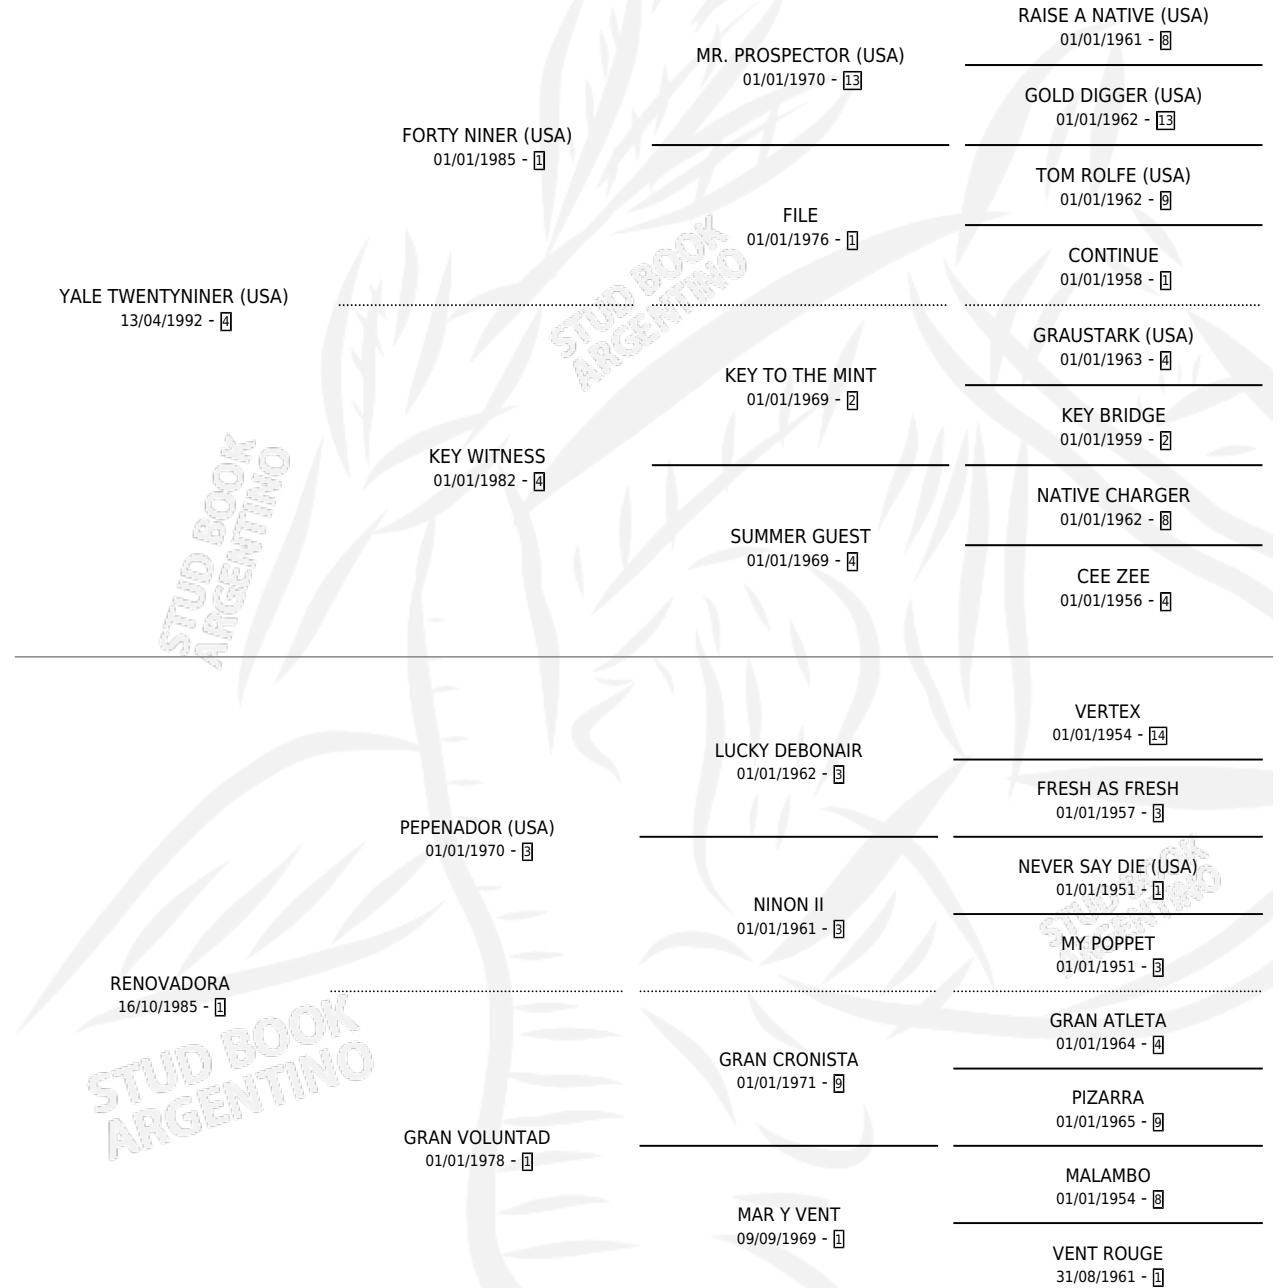 RAISE A NATIVE (USA)
01/01/1961 - 8
MR. PROSPECTOR (USA)
01/01/1970 - 13
GOLD DIGGER (USA)
01/01/1962 - 13
FORTY NINER (USA)
01/01/1985 - 1
TOM ROLFE (USA)
01/01/1962 - 9
FILE
01/01/1976 - 1
CONTINUE
01/01/1958 - 1
YALE TWENTYNINER (USA)
13/04/1992 - 4
GRAUSTARK (USA)
01/01/1963 - 4
KEY TO THE MINT
01/01/1969 - 2
KEY BRIDGE
01/01/1959 - 2
KEY WITNESS
01/01/1982 - 4
NATIVE CHARGER
01/01/1962 - 8
SUMMER GUEST
01/01/1969 - 4
CEE ZEE
01/01/1956 - 4
VERTEX
01/01/1954 - 14
LUCKY DEBONAIR
01/01/1962 - 3
FRESH AS FRESH
01/01/1957 - 3
PEPENADOR (USA)
01/01/1970 - 3
NEVER SAY DIE (USA)
01/01/1951 - 1
NINON II
01/01/1961 - 3
MY POPPET
01/01/1951 - 3
RENOVADORA
16/10/1985 - 1
GRAN ATLETA
01/01/1964 - 4
GRAN CRONISTA
01/01/1971 - 9
PIZARRA
01/01/1965 - 9
GRAN VOLUNTAD
01/01/1978 - 1
MALAMBO
01/01/1954 - 8
MAR Y VENT
09/09/1969 - 1
VENT ROUGE
31/08/1961 - 1
STUD BOOK
ARGENTINO
STUD BOOK
ARGENTINO
STUD BOOK
ARGENTINO
STUD BOOK
ARGENTINO